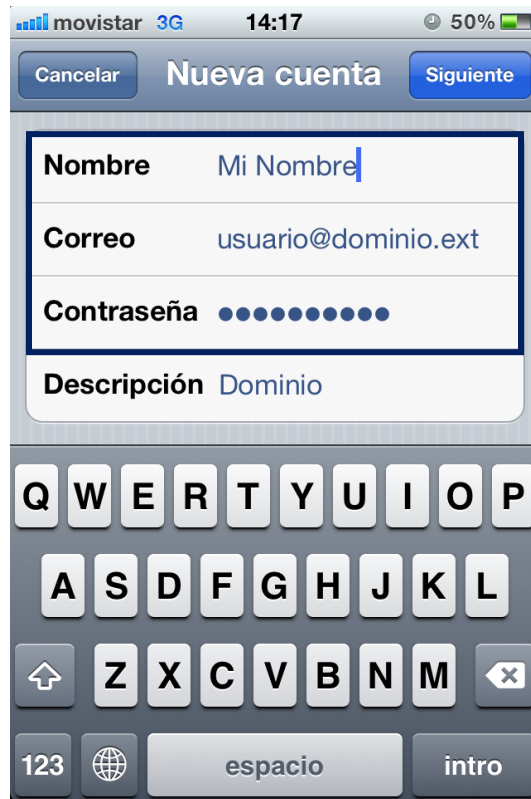 movistar 3G 14:17 50%
Cancelar Nueva cuenta Siguiente
Nombre Mi Nombre
Correo usuario@dominio.ext
Contraseña ●●●●●●●●●●
Descripción Dominio
Q W E R T Y U I O P
A S D F G H J K L
Z X C V B N M
123 espacio intro